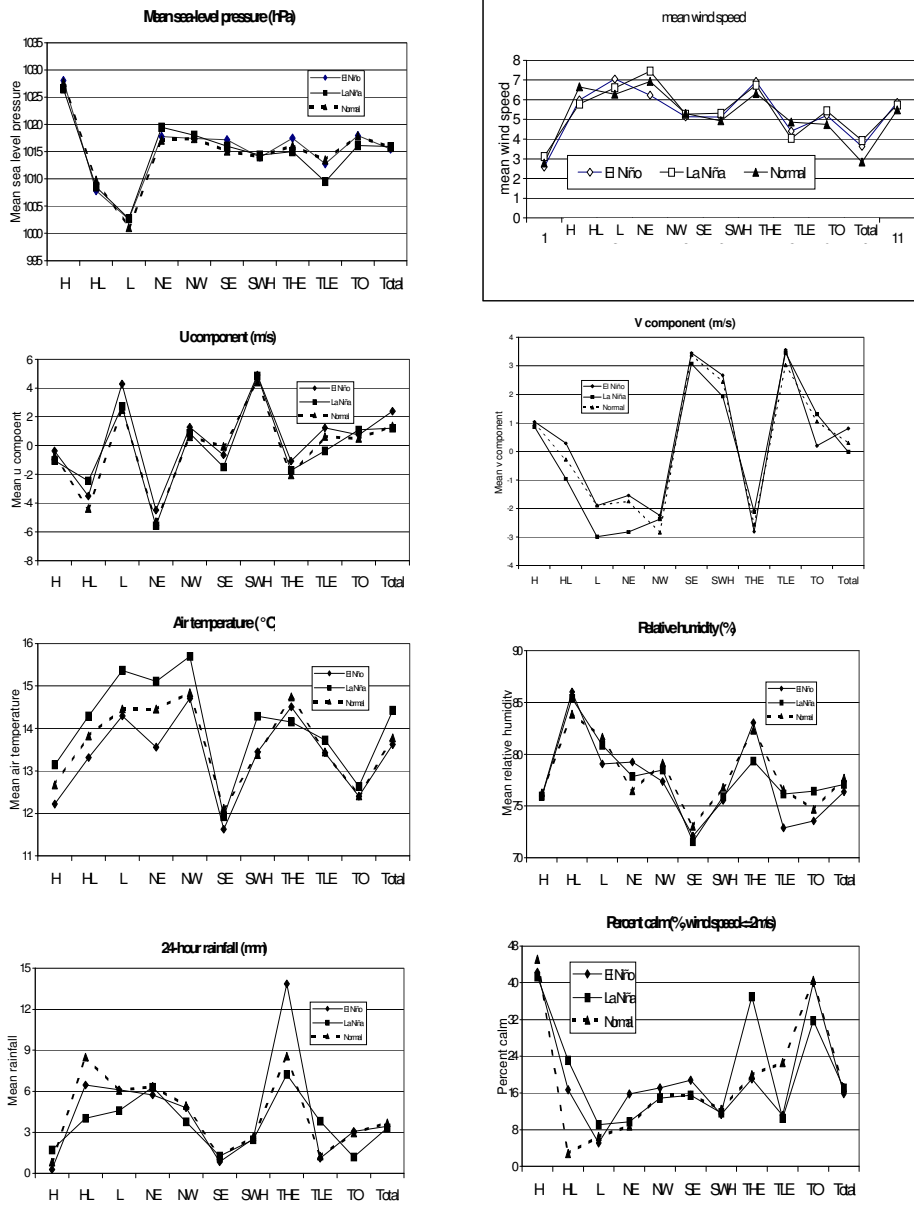 Mean sea-level pressure (hPa)
1035
1030
1025
1020
1015
1010
1005
1000
995
Mean sea level pressure
El Niño
La Niña
Normal
H HL L NE NW SE SWH THE TLE TO Total
mean wind speed
8
7
6
5
4
3
2
1
0
mean wind speed
El Niño La Niña Normal
H HL L NE NW SE SWH THE TLE TO Total
1 11
U component (m/s)
6
4
2
0
-2
-4
-6
-8
Mean u compoent
El Niño
La Niña
Normal
H HL L NE NW SE SWH THE TLE TO Total
V component (m/s)
4
3
2
1
0
-1
-2
-3
-4
Mean v component
El Niño
La Niña
Normal
H HL L NE NW SE SWH THE TLE TO Total
Air temperature (°C)
16
15
14
13
12
11
Mean air temperature
El Niño
La Niña
Normal
H HL L NE NW SE SWH THE TLE TO Total
Relative humidity (%)
90
85
80
75
70
Mean relative humidity
El Niño
La Niña
Normal
H HL L NE NW SE SWH THE TLE TO Total
24-hour rainfall (mm)
15
12
9
6
3
0
Mean rainfall
El Niño
La Niña
Normal
H HL L NE NW SE SWH THE TLE TO Total
Percent calm (%, wind speed <=2m/s)
48
40
32
24
16
8
0
Percent calm
El Niño
La Niña
Normal
H HL L NE NW SE SWH THE TLE TO Total